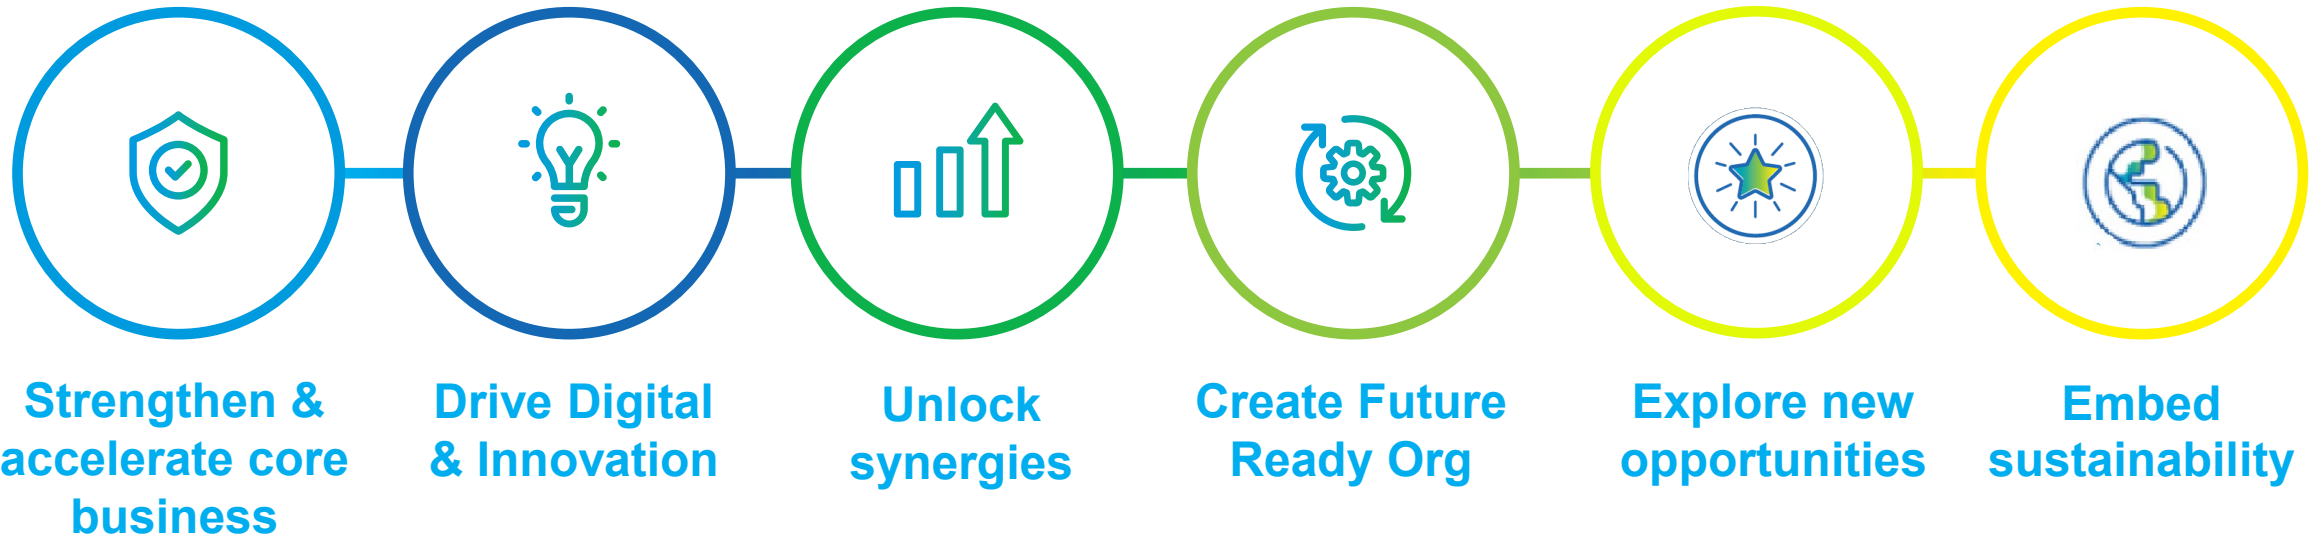 Strengthen &
accelerate core
business
Drive Digital
& Innovation
Unlock
synergies
Create Future
Ready Org
Explore new
opportunities
Embed
sustainability